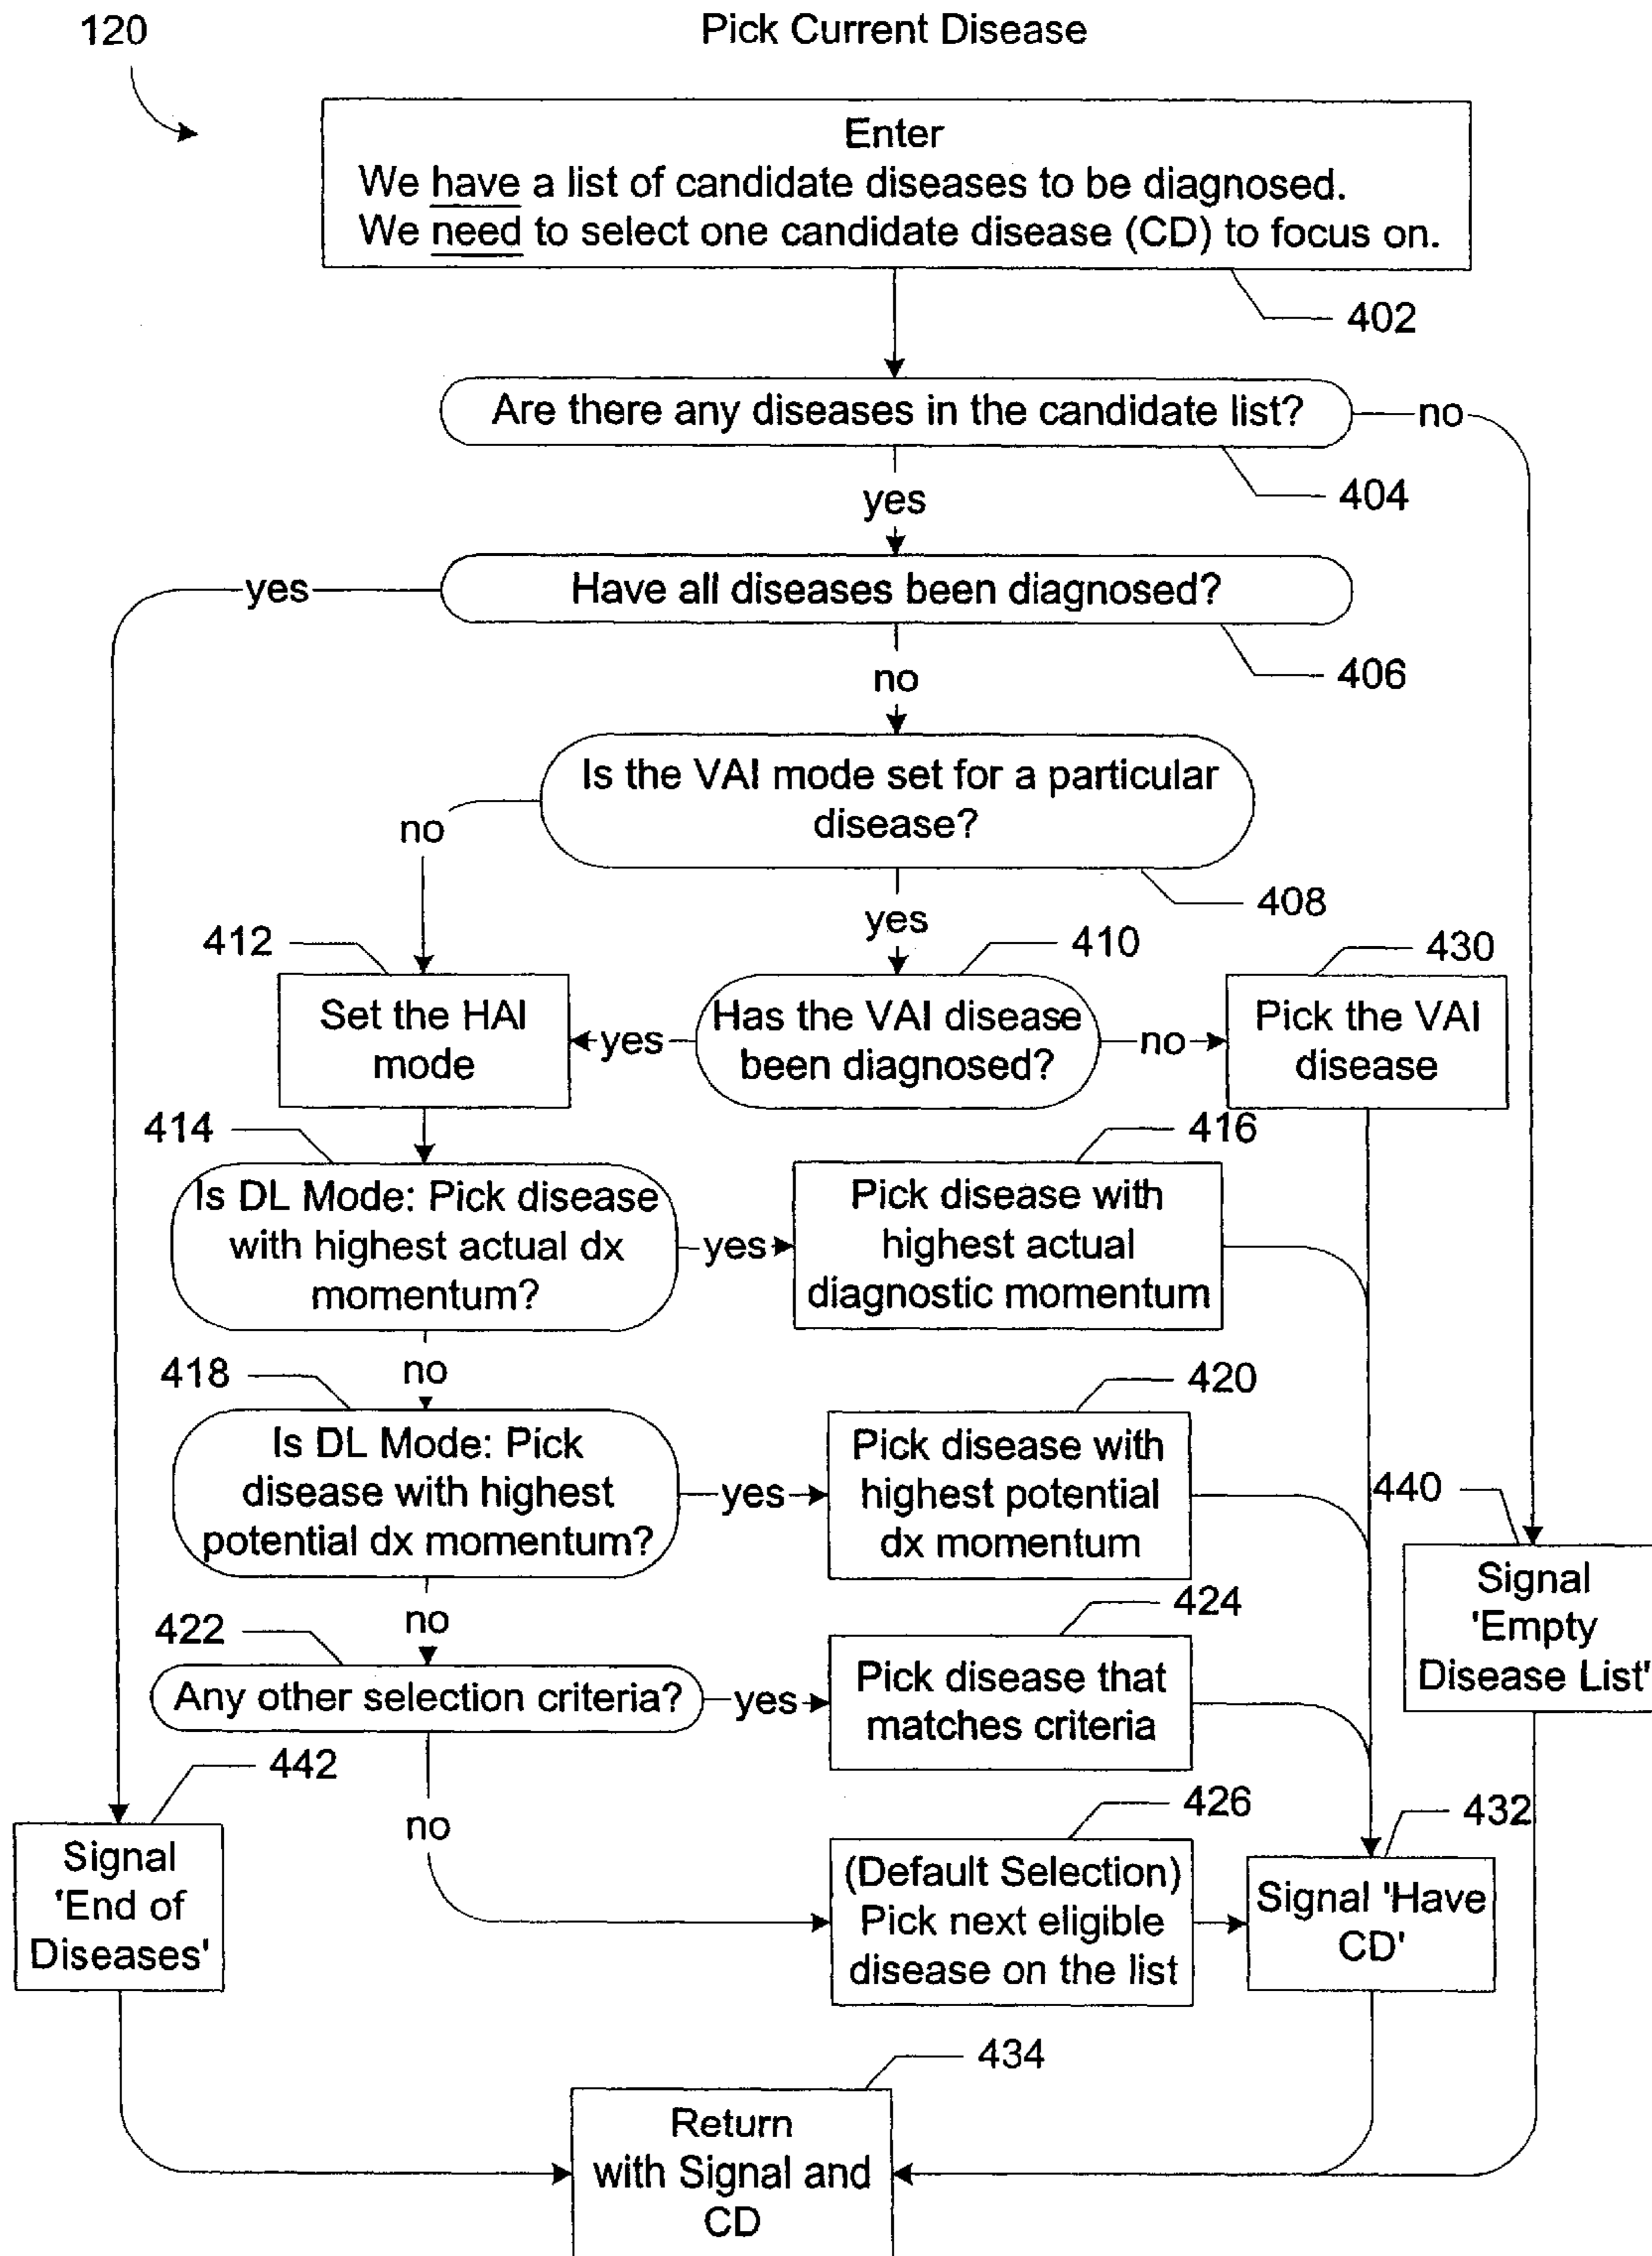 120
Pick Current Disease
Enter
We have a list of candidate diseases to be diagnosed.
We need to select one candidate disease (CD) to focus on.
402
Are there any diseases in the candidate list?
no
404
yes
Have all diseases been diagnosed?
yes
406
no
Is the VAI mode set for a particular
disease?
no
408
yes
412
410
430
Set the HAI
mode
yes
Has the VAI disease
been diagnosed?
no
Pick the VAI
disease
414
416
Is DL Mode: Pick disease
with highest actual dx
momentum?
yes
Pick disease with
highest actual
diagnostic momentum
no
418
420
Is DL Mode: Pick
disease with highest
potential dx momentum?
yes
Pick disease with
highest potential
dx momentum
440
Signal
'Empty
Disease List'
no
422
424
Any other selection criteria?
yes
Pick disease that
matches criteria
442
no
426
432
Signal
'End of
Diseases'
(Default Selection)
Pick next eligible
disease on the list
Signal 'Have
CD'
434
Return
with Signal and
CD